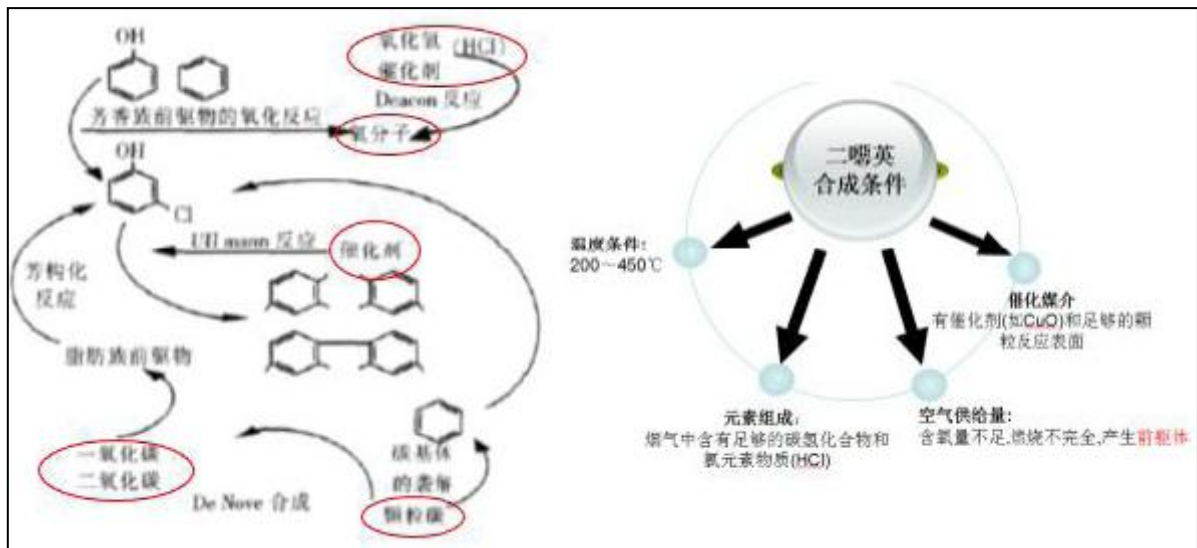 OH
氧化氢 (HCl)
催化剂
Deacon 反应
芳香族前驱物的氧化反应
氧分子
OH
Cl
Ull mann 反应
催化剂
芳构化
反应
脂肪族前驱物
一氧化碳
二氧化碳
De Nove 合成
碳基体
的裂解
颗粒碳
二噁英
合成条件
温度条件:
200～450℃
催化媒介
有催化剂(如CuO)和足够的颗
粒反应表面
元素组成:
烟气中含有足够的碳氢化合物和
氯元素物质(HCl)
空气供给量:
含氧量不足,燃烧不完全,产生前躯体